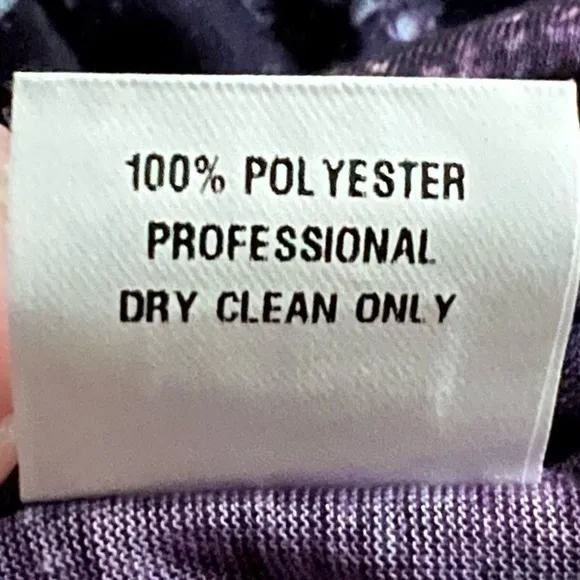 100% POLYESTER
PROFESSIONAL
DRY CLEAN ONLY